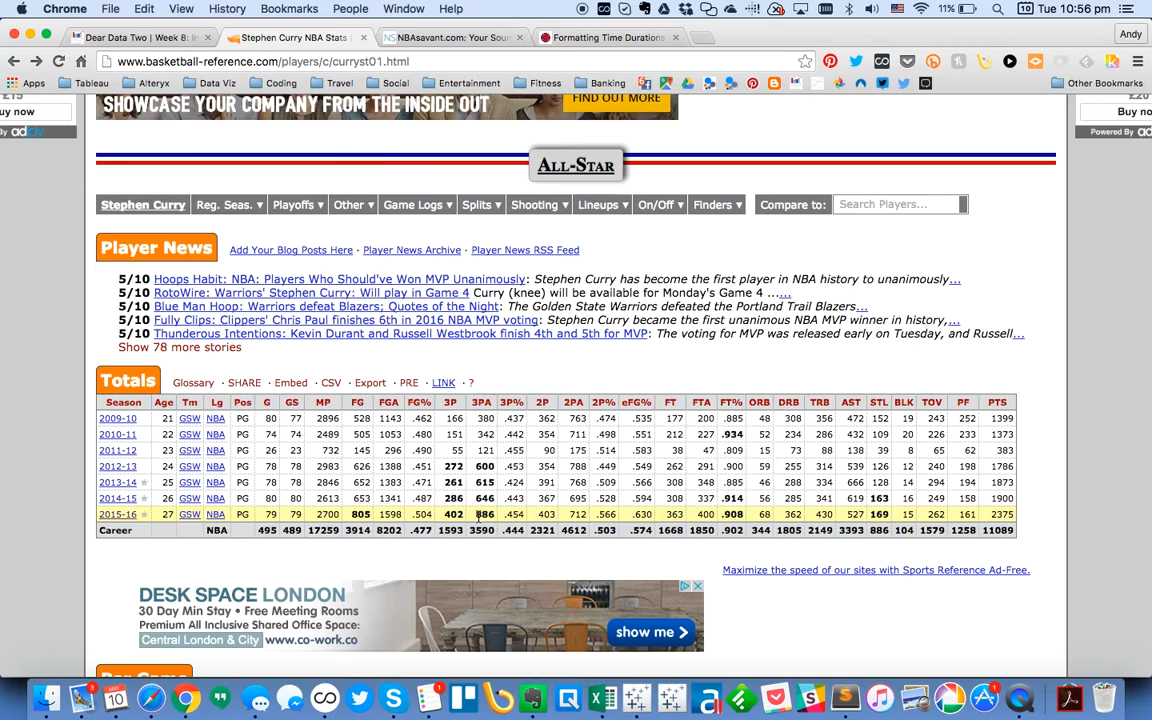 Chrome File Edit View History Bookmarks People Window Help 11% Tue 10:56 pm
Dear Data Two | Week 8: In Stephen Curry NBA Stats NBAsavant.com: Your Sour Formatting Time Durations Andy
www.basketball-reference.com/players/c/curryst01.html
Apps Tableau Alteryx Data Viz Coding Travel Social Entertainment Fitness Banking Other Bookmarks
SHOWCASE YOUR COMPANY FROM THE INSIDE OUT FIND OUT MORE
uy now Buy now
By adply Powered By
ALL-STAR
Stephen Curry Reg. Seas. ▾ Playoffs ▾ Other ▾ Game Logs ▾ Splits ▾ Shooting ▾ Lineups ▾ On/Off ▾ Finders ▾ Compare to: Search Players...
Player News Add Your Blog Posts Here · Player News Archive · Player News RSS Feed
5/10 Hoops Habit: NBA: Players Who Should've Won MVP Unanimously: Stephen Curry has become the first player in NBA history to unanimously...
5/10 RotoWire: Warriors' Stephen Curry: Will play in Game 4 Curry (knee) will be available for Monday's Game 4 ......
5/10 Blue Man Hoop: Warriors defeat Blazers; Quotes of the Night: The Golden State Warriors defeated the Portland Trail Blazers...
5/10 Fully Clips: Clippers' Chris Paul finishes 6th in 2016 NBA MVP voting: Stephen Curry became the first unanimous NBA MVP winner in history,...
5/10 Thunderous Intentions: Kevin Durant and Russell Westbrook finish 4th and 5th for MVP: The voting for MVP was released early on Tuesday, and Russell...
Show 78 more stories
Totals Glossary · SHARE · Embed · CSV · Export · PRE · LINK · ?
Season Age Tm Lg Pos G GS MP FG FGA FG% 3P 3PA 3P% 2P 2PA 2P% eFG% FT FTA FT% ORB DRB TRB AST STL BLK TOV PF PTS
2009-10 21 GSW NBA PG 80 77 2896 528 1143 .462 166 380 .437 362 763 .474 .535 177 200 .885 48 308 356 472 152 19 243 252 1399
2010-11 22 GSW NBA PG 74 74 2489 505 1053 .480 151 342 .442 354 711 .498 .551 212 227 .934 52 234 286 432 109 20 226 233 1373
2011-12 23 GSW NBA PG 26 23 732 145 296 .490 55 121 .455 90 175 .514 .583 38 47 .809 15 73 88 138 39 8 65 62 383
2012-13 24 GSW NBA PG 78 78 2983 626 1388 .451 272 600 .453 354 788 .449 .549 262 291 .900 59 255 314 539 126 12 240 198 1786
2013-14 ★ 25 GSW NBA PG 78 78 2846 652 1383 .471 261 615 .424 391 768 .509 .566 308 348 .885 46 288 334 666 128 14 294 194 1873
2014-15 ★ 26 GSW NBA PG 80 80 2613 653 1341 .487 286 646 .443 367 695 .528 .594 308 337 .914 56 285 341 619 163 16 249 158 1900
2015-16 ★ 27 GSW NBA PG 79 79 2700 805 1598 .504 402 886 .454 403 712 .566 .630 363 400 .908 68 362 430 527 169 15 262 161 2375
Career NBA 495 489 17259 3914 8202 .477 1593 3590 .444 2321 4612 .503 .574 1668 1850 .902 344 1805 2149 3393 886 104 1579 1258 11089
Maximize the speed of our sites with Sports Reference Ad-Free.
DESK SPACE LONDON
30 Day Min Stay • Free Meeting Rooms
Premium All Inclusive Shared Office Space:
Central London & City www.co-work.co
show me